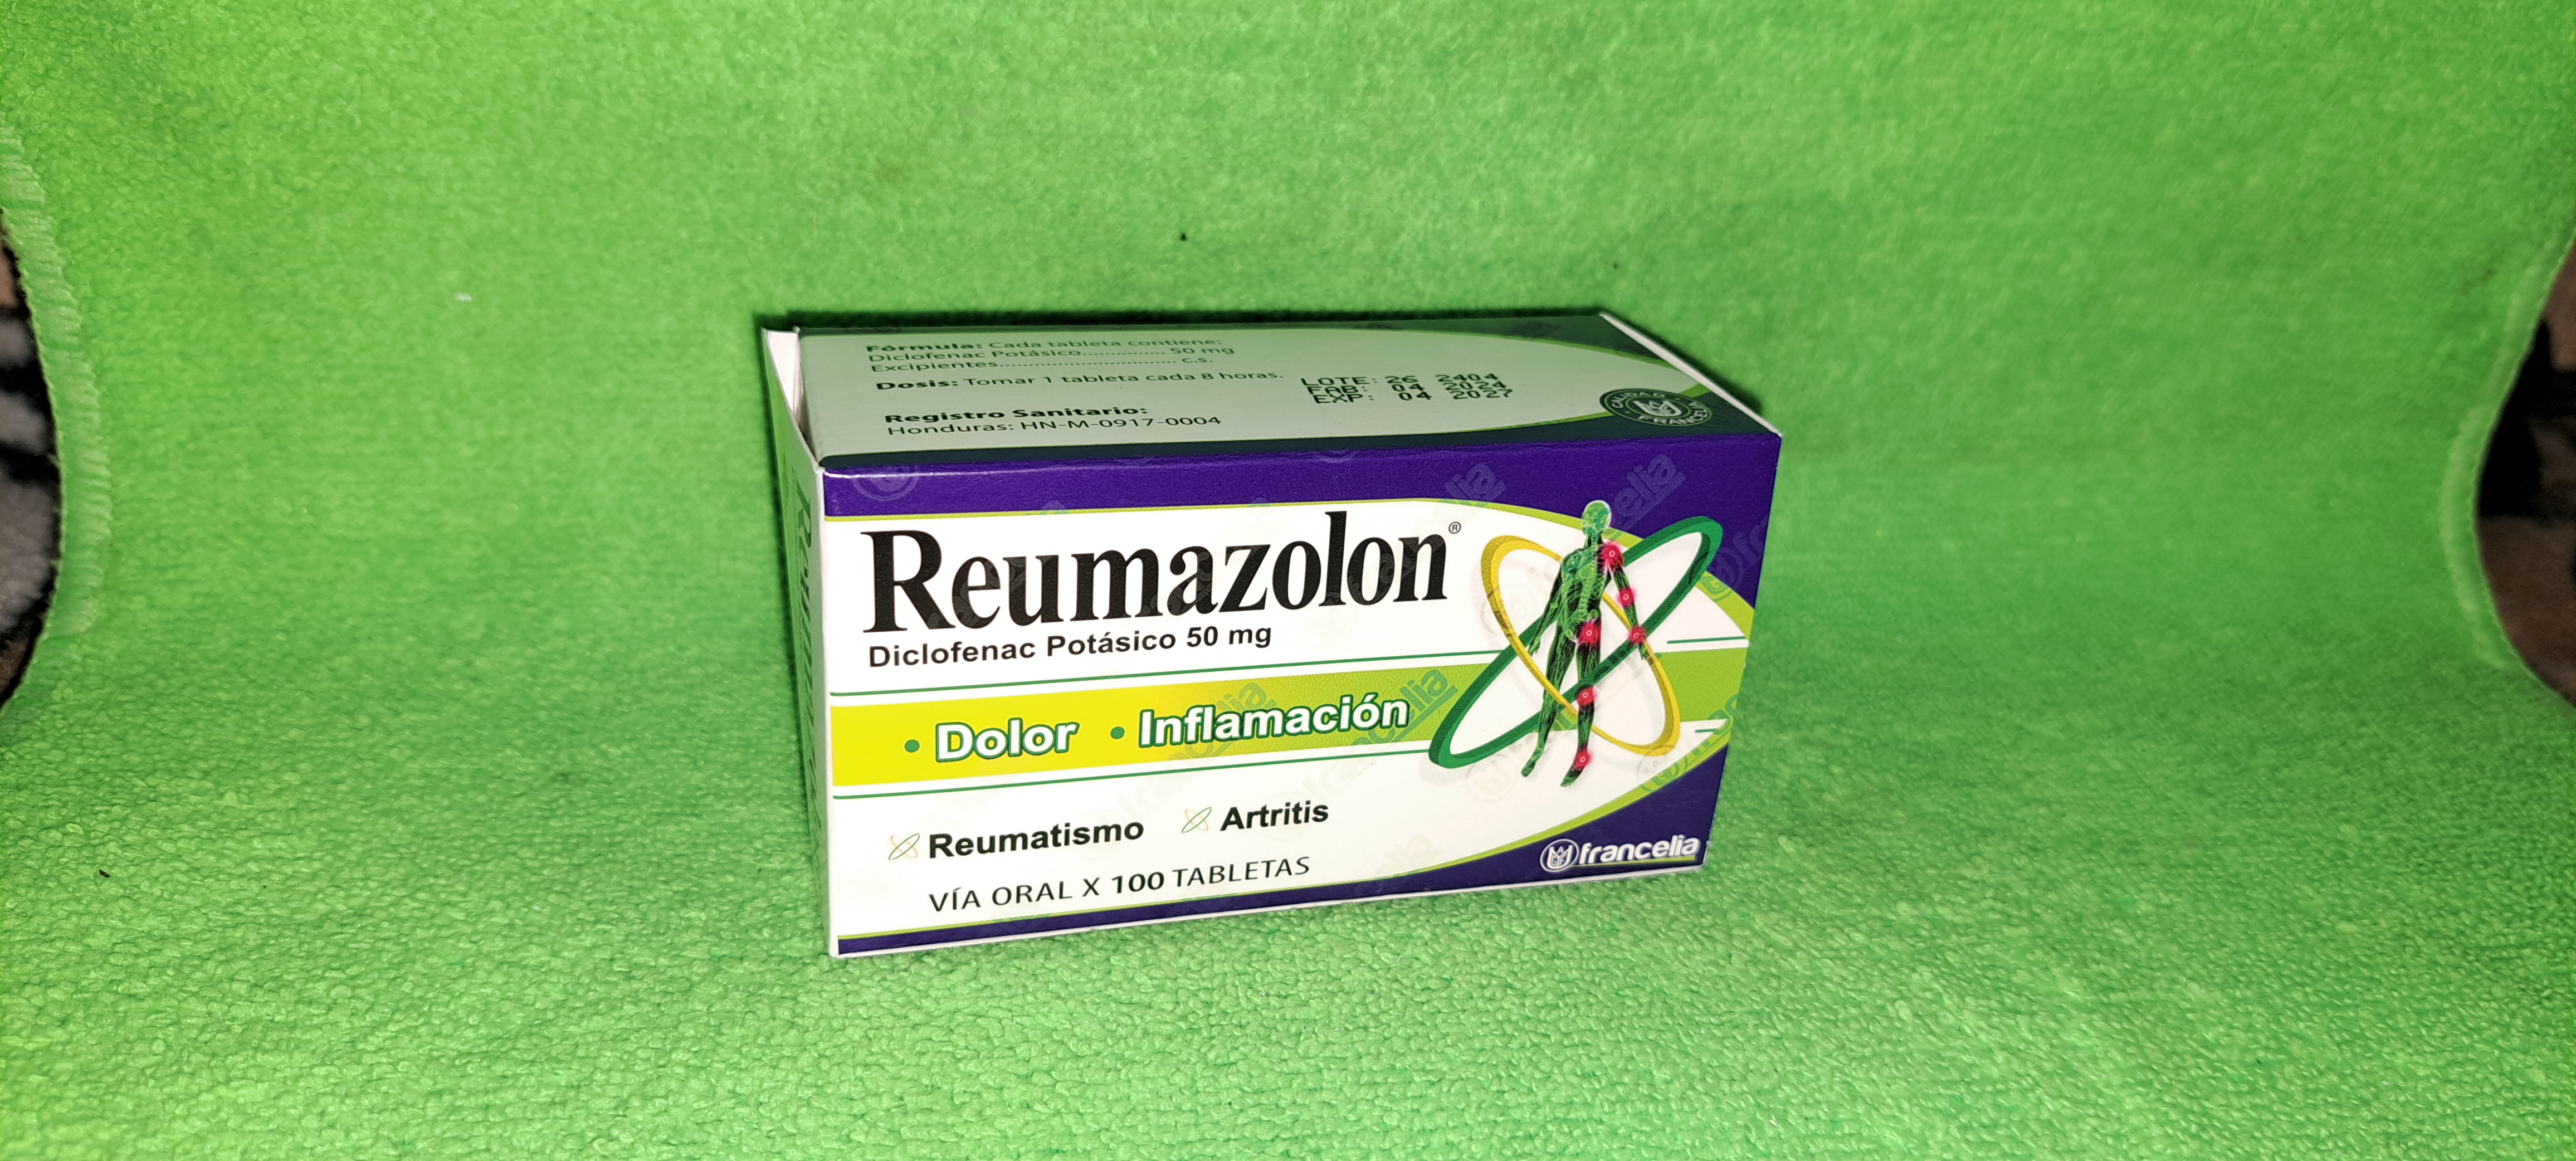 Fórmula: Cada tableta contiene:
Diclofenac Potásico............... 50 mg
Excipientes............................... c.s.
Dosis: Tomar 1 tableta cada 8 horas.
LOTE: 26 2404
FAB: 04 2024
EXP: 04 2027
Registro Sanitario:
Honduras: HN-M-0917-0004
CALIDAD
FRANCELIA
Reumazolon®
Diclofenac Potásico 50 mg
• Dolor • Inflamación
Reumatismo Artritis
VÍA ORAL X 100 TABLETAS
francelia